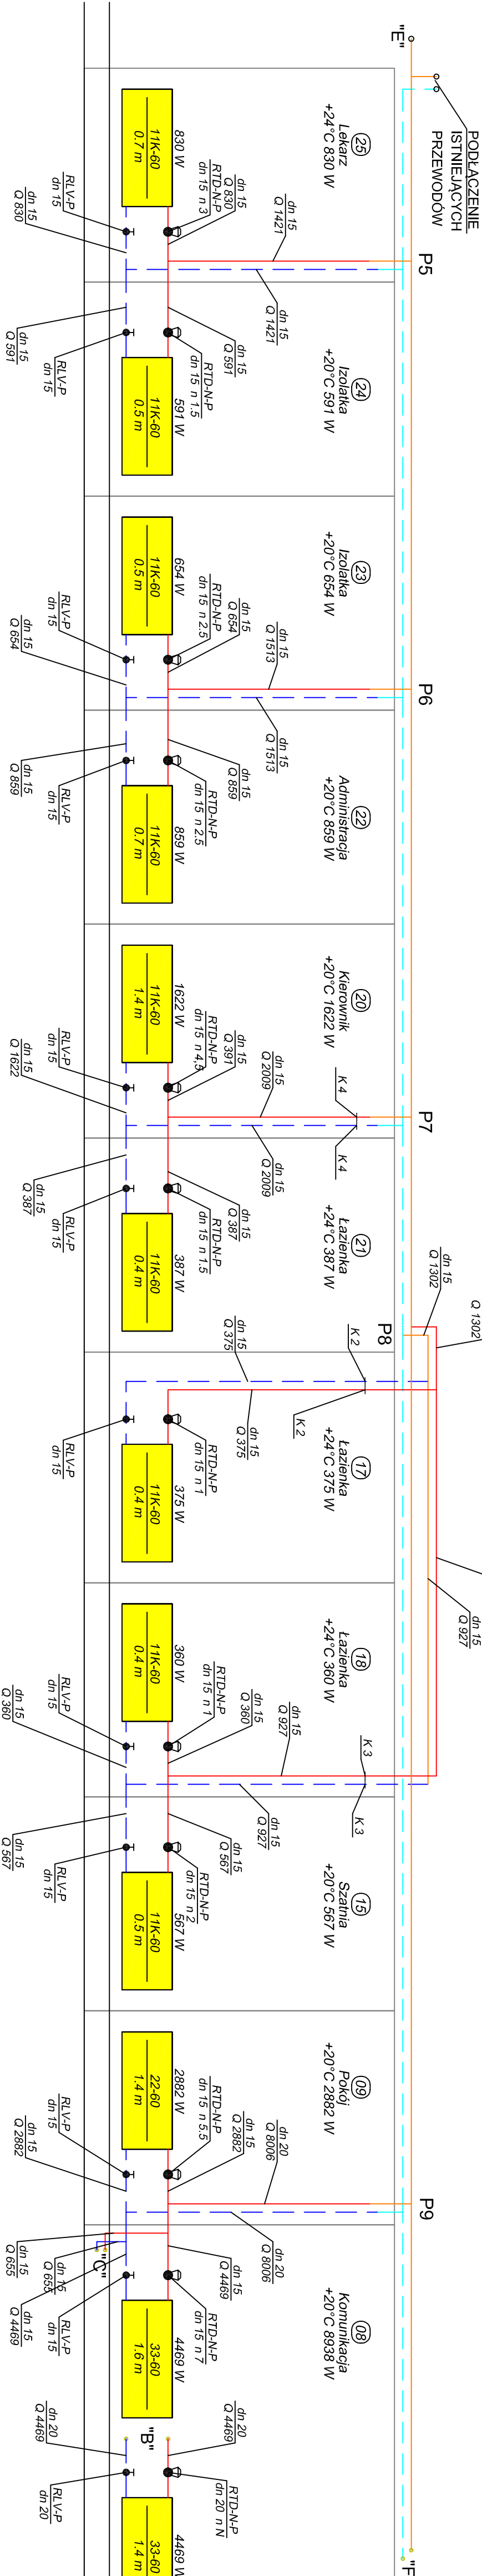 "E"
PODŁĄCZENIE
ISTNIEJĄCYCH
PRZEWODÓW
25
Lekarz
+24°C 830 W
830 W
11K-60
0.7 m
RTD-N-P
dn 15 n 3
dn 15
Q 830
dn 15
Q 1421
RLV-P
dn 15
dn 15
Q 830
P5
dn 15
Q 1421
24
Izolatka
+20°C 591 W
dn 15
Q 591
RTD-N-P
dn 15 n 1.5
591 W
11K-60
0.5 m
dn 15
Q 591
RLV-P
dn 15
23
Izolatka
+20°C 654 W
654 W
11K-60
0.5 m
RTD-N-P
dn 15 n 2.5
dn 15
Q 654
dn 15
Q 1513
RLV-P
dn 15
dn 15
Q 654
P6
dn 15
Q 1513
22
Administracja
+20°C 859 W
dn 15
Q 859
RTD-N-P
dn 15 n 2.5
859 W
11K-60
0.7 m
dn 15
Q 859
RLV-P
dn 15
20
Kierownik
+20°C 1622 W
1622 W
11K-60
1.4 m
RTD-N-P
dn 15 n 4,5
dn 15
Q 391
dn 15
Q 2009
K 4
RLV-P
dn 15
dn 15
Q 1622
P7
K 4
dn 15
Q 2009
21
Łazienka
+24°C 387 W
dn 15
Q 387
RTD-N-P
dn 15 n 1.5
387 W
11K-60
0.4 m
dn 15
Q 387
RLV-P
dn 15
dn 15
Q 1302
Q 1302
P8
K 2
dn 15
Q 375
K 2
dn 15
Q 375
17
Łazienka
+24°C 375 W
RTD-N-P
dn 15 n 1
375 W
11K-60
0.4 m
RLV-P
dn 15
dn 15
Q 927
18
Łazienka
+24°C 360 W
360 W
11K-60
0.4 m
RTD-N-P
dn 15 n 1
dn 15
Q 360
dn 15
Q 927
K 3
RLV-P
dn 15
dn 15
Q 360
K 3
dn 15
Q 927
15
Szatnia
+20°C 567 W
dn 15
Q 567
RTD-N-P
dn 15 n 2
567 W
11K-60
0.5 m
dn 15
Q 567
RLV-P
dn 15
09
Pokój
+20°C 2882 W
2882 W
22-60
1.4 m
RTD-N-P
dn 15 n 5.5
dn 15
Q 2882
dn 20
Q 8006
RLV-P
dn 15
dn 15
Q 2882
P9
dn 20
Q 8006
08
Komunikacja
+20°C 8938 W
dn 15
Q 4469
RTD-N-P
dn 15 n 7
4469 W
33-60
1.6 m
"C"
dn 15
Q 655
dn 15
Q 655
dn 15
Q 4469
RLV-P
dn 15
dn 20
Q 4469
"B"
dn 20
Q 4469
RTD-N-P
dn 20 n N
RLV-P
dn 20
4469 W
33-60
1.4 m
"F"